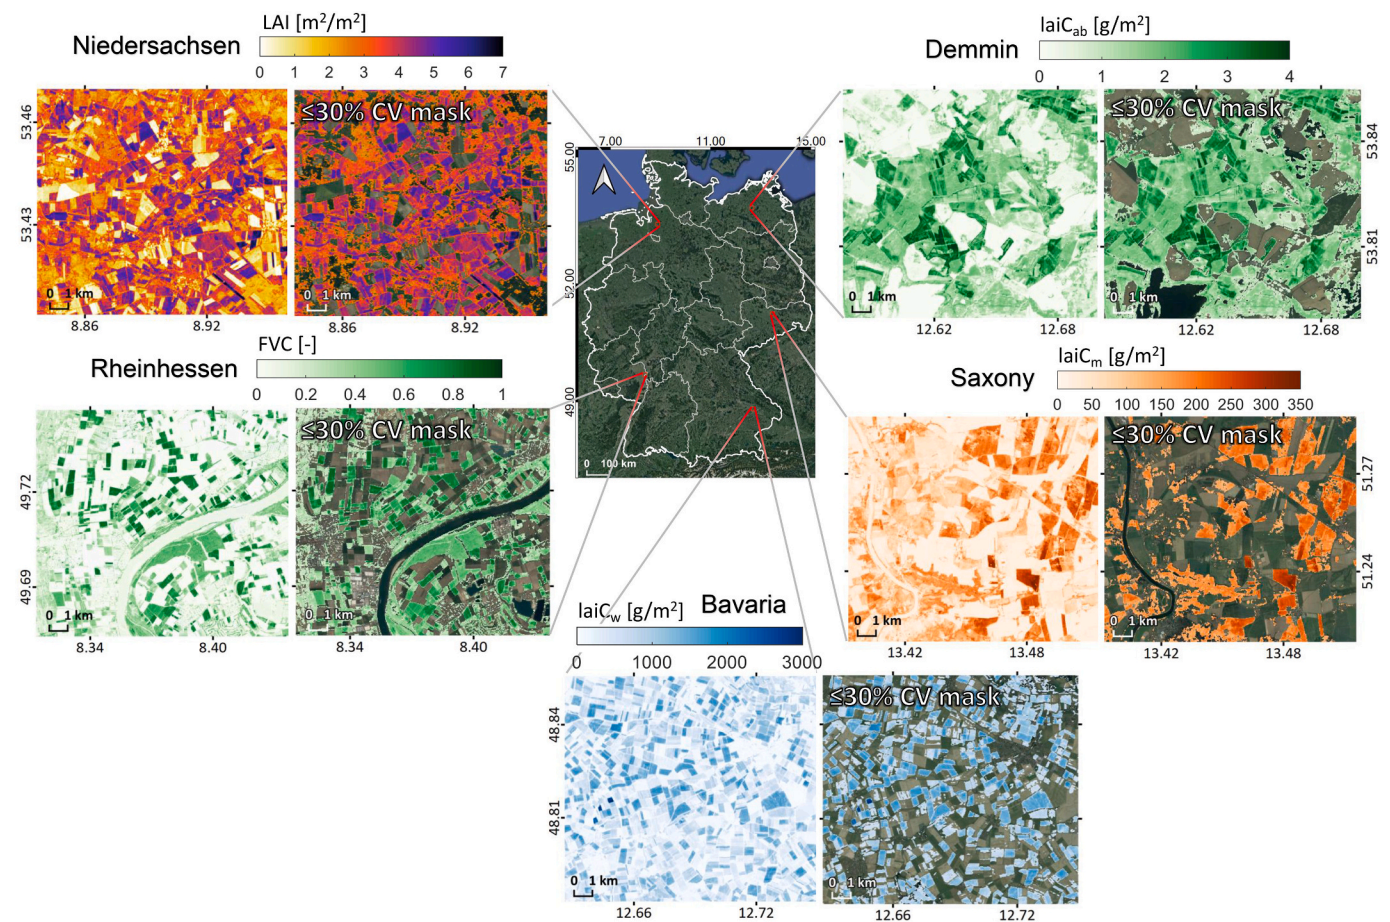 Niedersachsen
LAI [m²/m²]
0 1 2 3 4 5 6 7
≤30% CV mask
53.46
53.43
0 1 km
0 1 km
8.86 8.92
8.86 8.92
Demmin
laiCab [g/m²]
0 1 2 3 4
≤30% CV mask
53.84
53.81
0 1 km
0 1 km
12.62 12.68
12.62 12.68
7.00 11.00 15.00
55.00
52.00
49.00
0 100 km
Rheinhessen
FVC [-]
0 0.2 0.4 0.6 0.8 1
≤30% CV mask
49.72
49.69
0 1 km
0 1 km
8.34 8.40
8.34 8.40
Saxony
laiCm [g/m²]
0 50 100 150 200 250 300 350
≤30% CV mask
51.27
51.24
0 1 km
0 1 km
13.42 13.48
13.42 13.48
laiCw [g/m²]
Bavaria
0 1000 2000 3000
≤30% CV mask
48.84
48.81
0 1 km
0 1 km
12.66 12.72
12.66 12.72